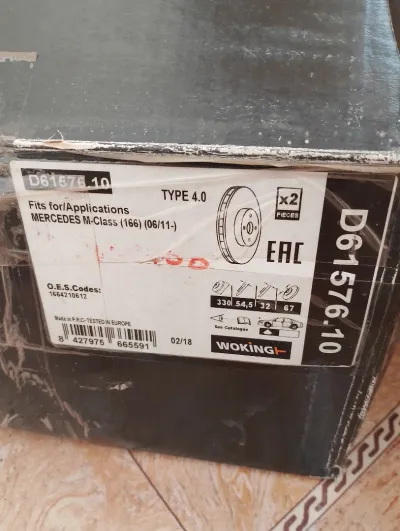 D61576.10
TYPE 4.0
Fits for/Applications
MERCEDES M-Class (166) (06/11-)
x2
PIECES
EAC
O.E.S.Codes:
1664210612
330 54,5 32 67
See Catalogue
Made in P.R.C- TESTED IN EUROPE
8 427975 665591
02/18
WOKING
D61576.10